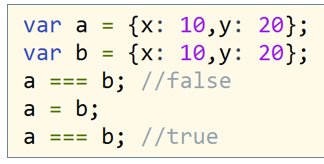 var a = {x: 10,y: 20};
var b = {x: 10,y: 20};
a === b; //false
a = b;
a === b; //true